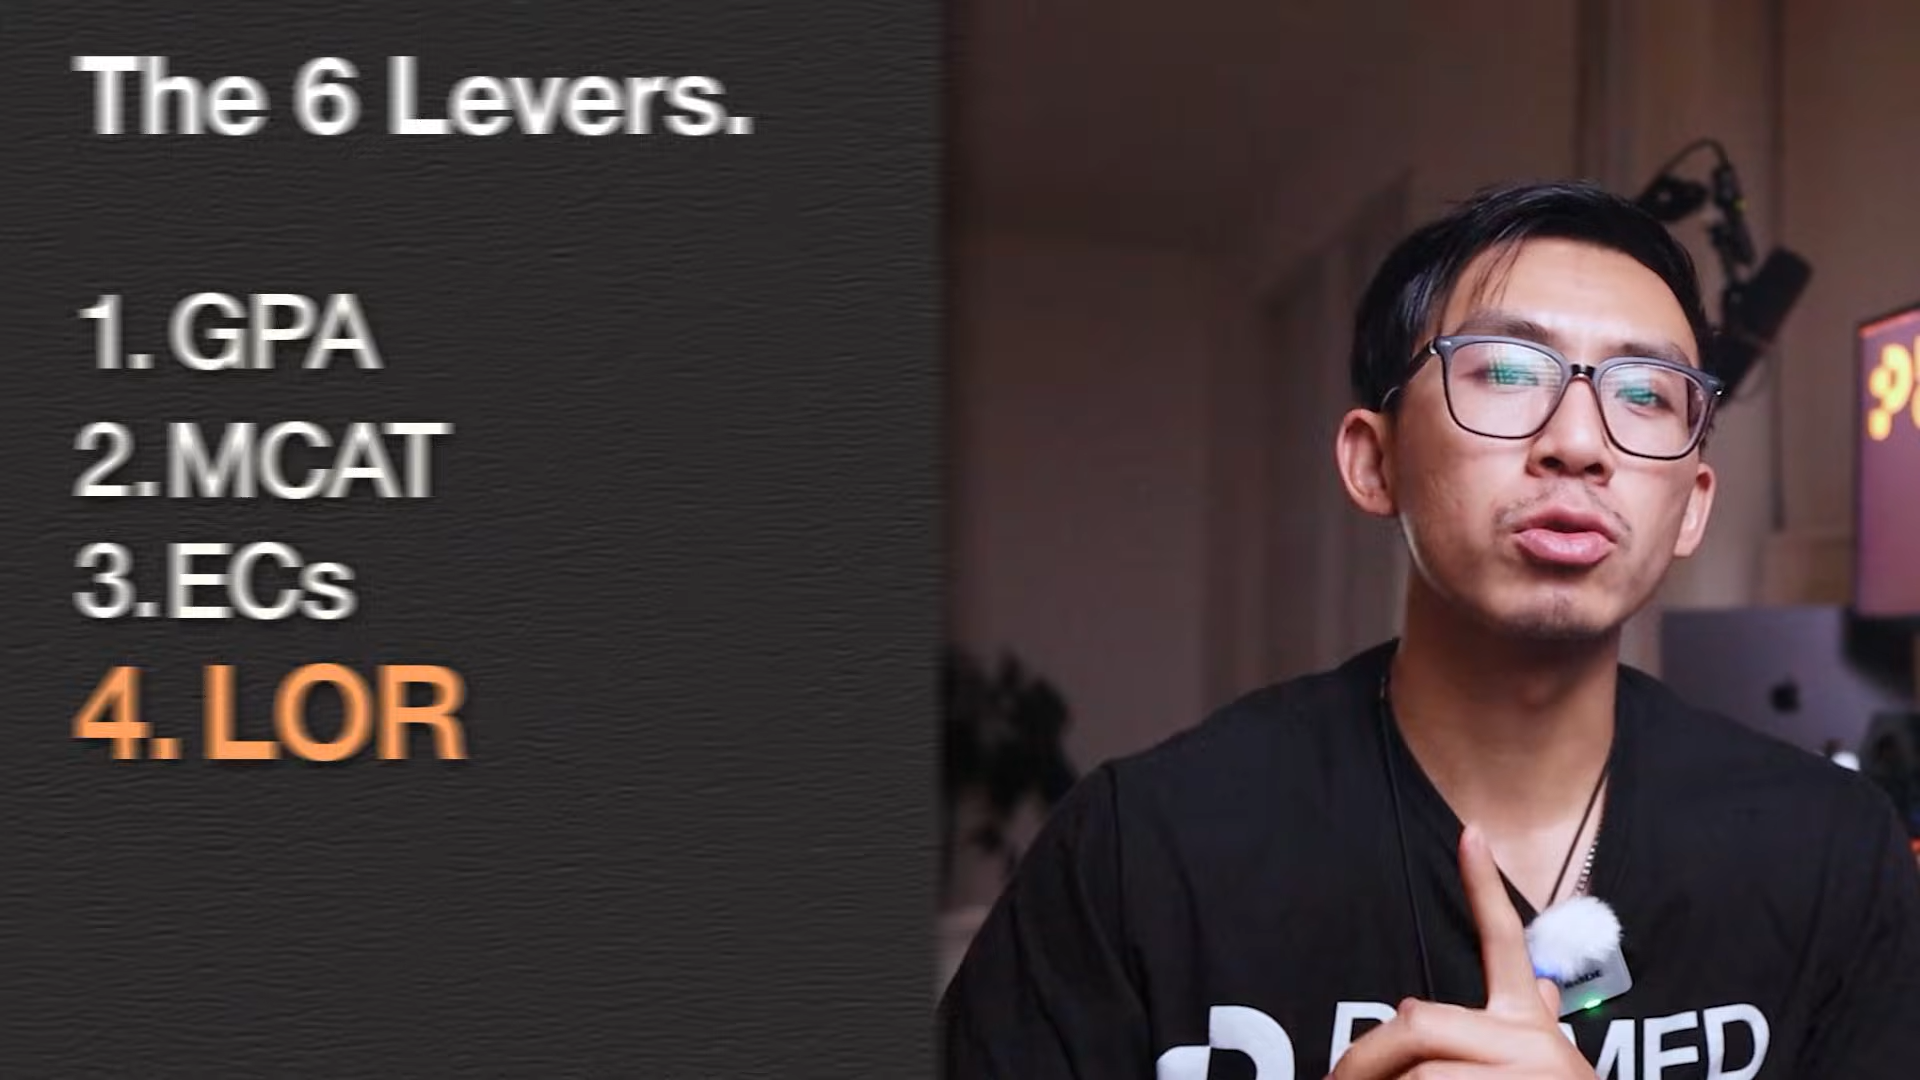 The 6 Levers.
1. GPA
2. MCAT
3. ECs
4. LOR